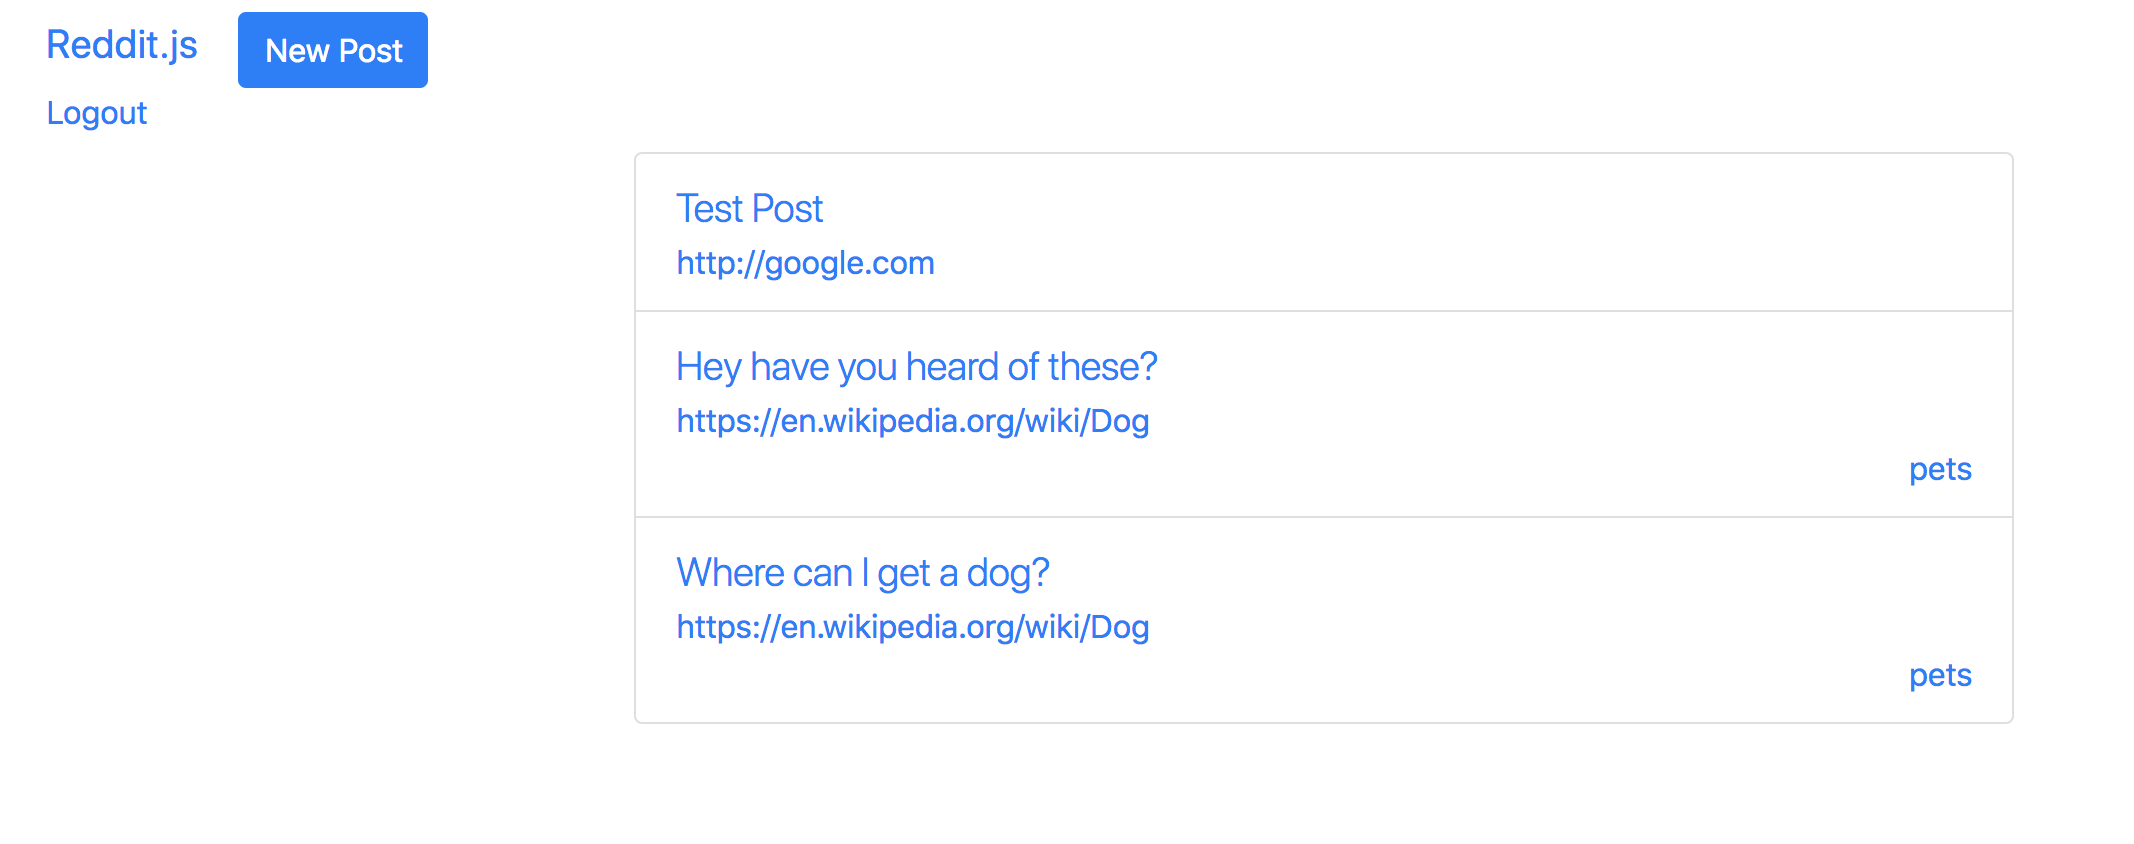 Reddit.js
New Post
Logout
Test Post
http://google.com
Hey have you heard of these?
https://en.wikipedia.org/wiki/Dog
pets
Where can I get a dog?
https://en.wikipedia.org/wiki/Dog
pets